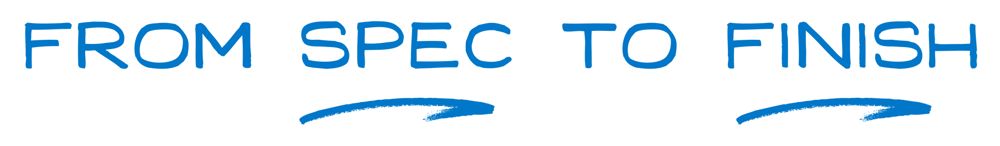 FROM SPEC TO FINISH